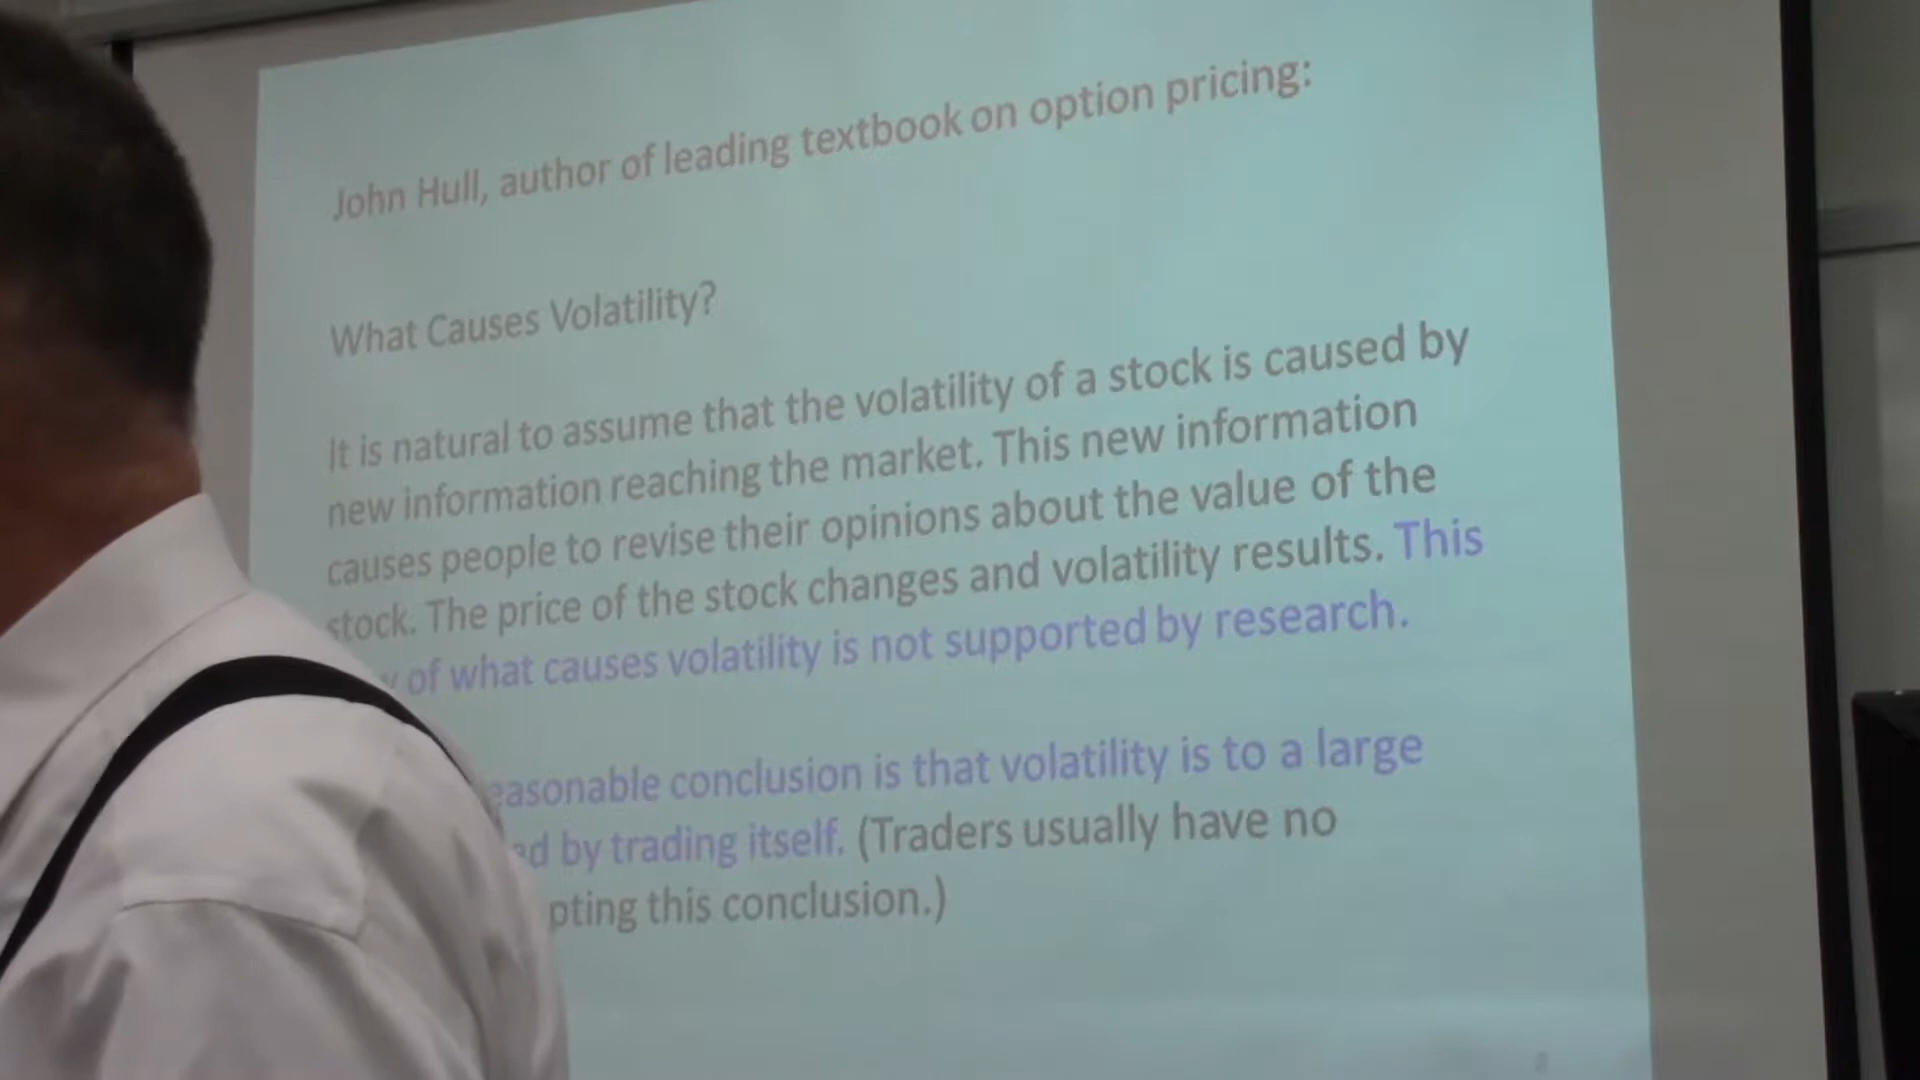 John Hull, author of leading textbook on option pricing:
What Causes Volatility?
It is natural to assume that the volatility of a stock is caused by
new information reaching the market. This new information
causes people to revise their opinions about the value of the
stock. The price of the stock changes and volatility results. This
of what causes volatility is not supported by research.
conclusion is that volatility is to a large
by trading itself. (Traders usually have no
this conclusion.)